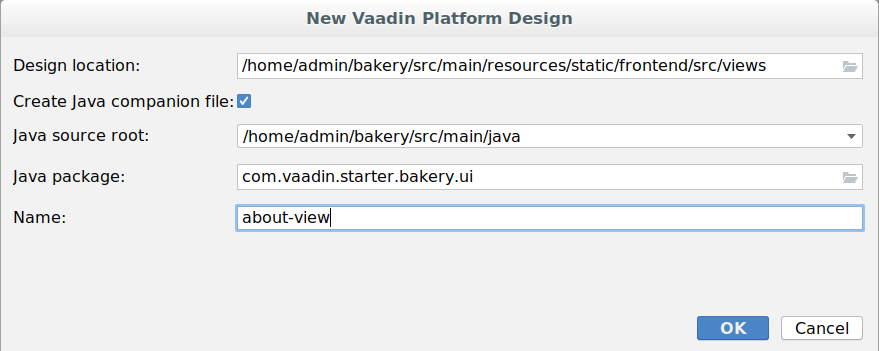 New Vaadin Platform Design
Design location: /home/admin/bakery/src/main/resources/static/frontend/src/views
Create Java companion file:
Java source root: /home/admin/bakery/src/main/java
Java package: com.vaadin.starter.bakery.ui
Name: about-view
OK Cancel